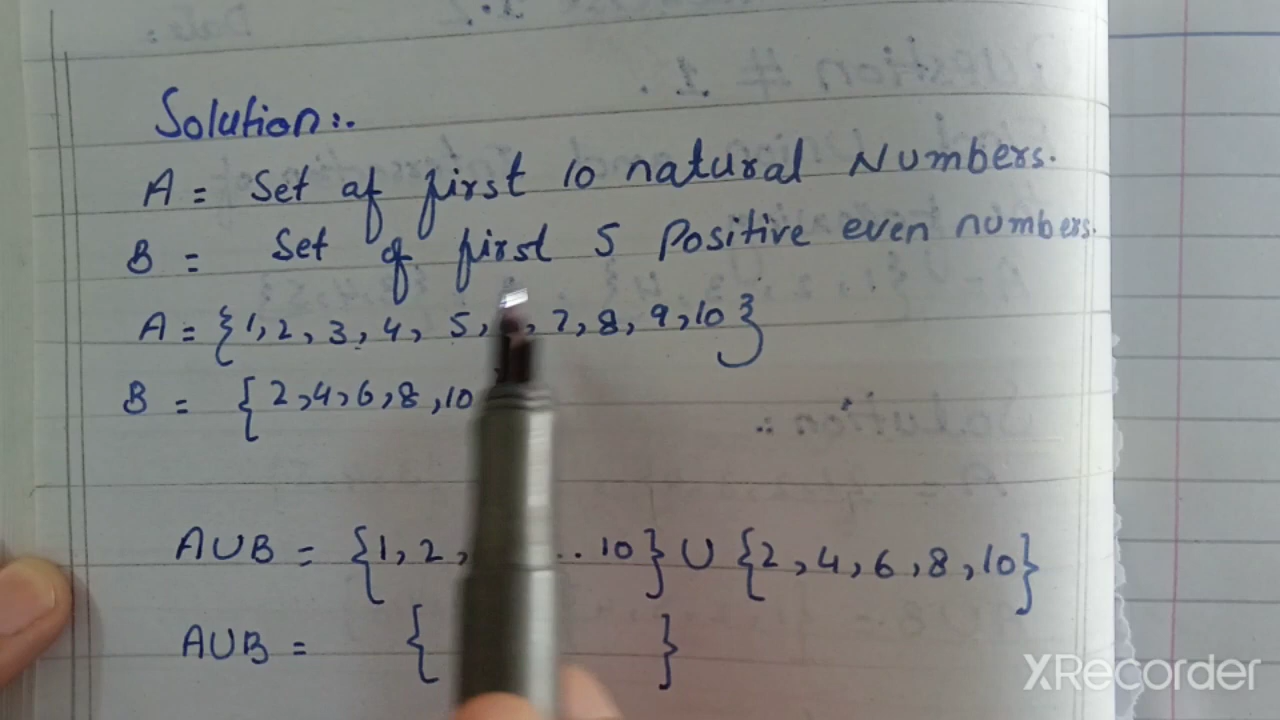 Solution:.
A = Set of first 10 natural Numbers.
B = Set of first 5 Positive even numbers.
A = {1, 2, 3, 4, 5, , 7, 8, 9, 10}
B = { 2, 4, 6, 8, 10
A∪B = {1, 2, .. 10} ∪ {2, 4, 6, 8, 10}
A∪B = { }
XRecorder